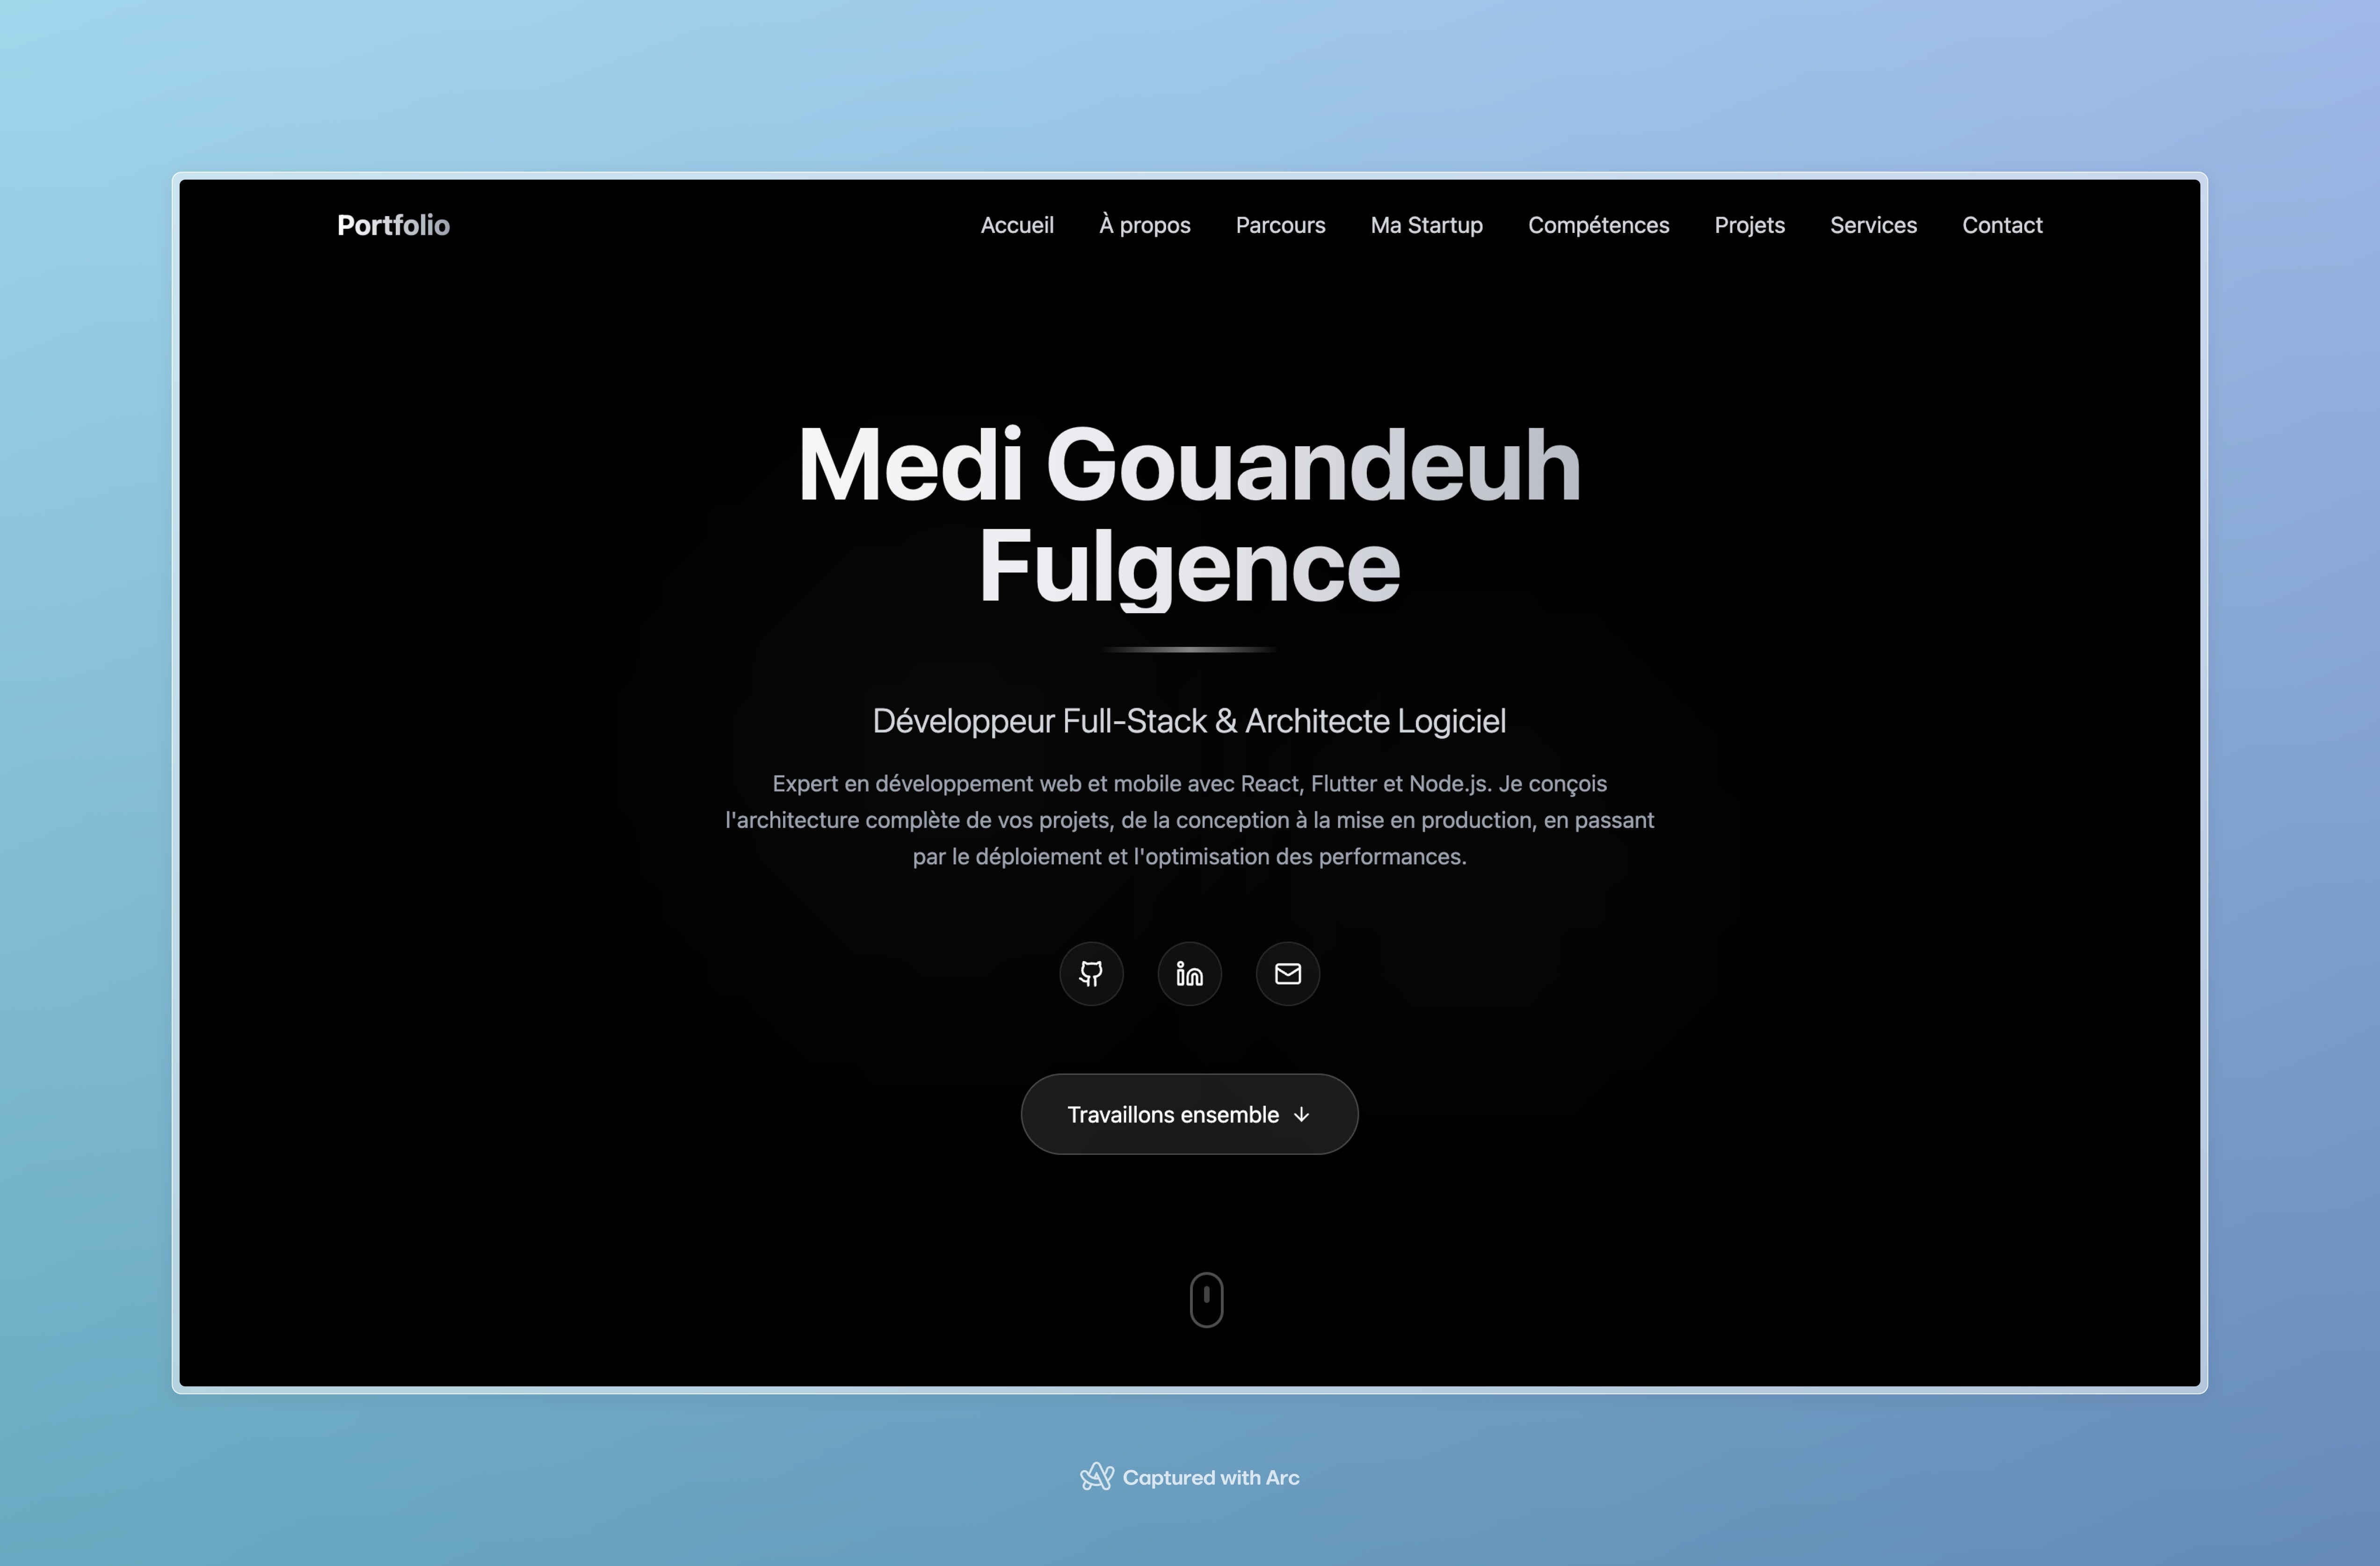 Portfolio
Accueil À propos Parcours Ma Startup Compétences Projets Services Contact
Medi Gouandeuh
Fulgence
Développeur Full-Stack & Architecte Logiciel
Expert en développement web et mobile avec React, Flutter et Node.js. Je conçois
l'architecture complète de vos projets, de la conception à la mise en production, en passant
par le déploiement et l'optimisation des performances.
in
Travaillons ensemble ↓
Captured with Arc